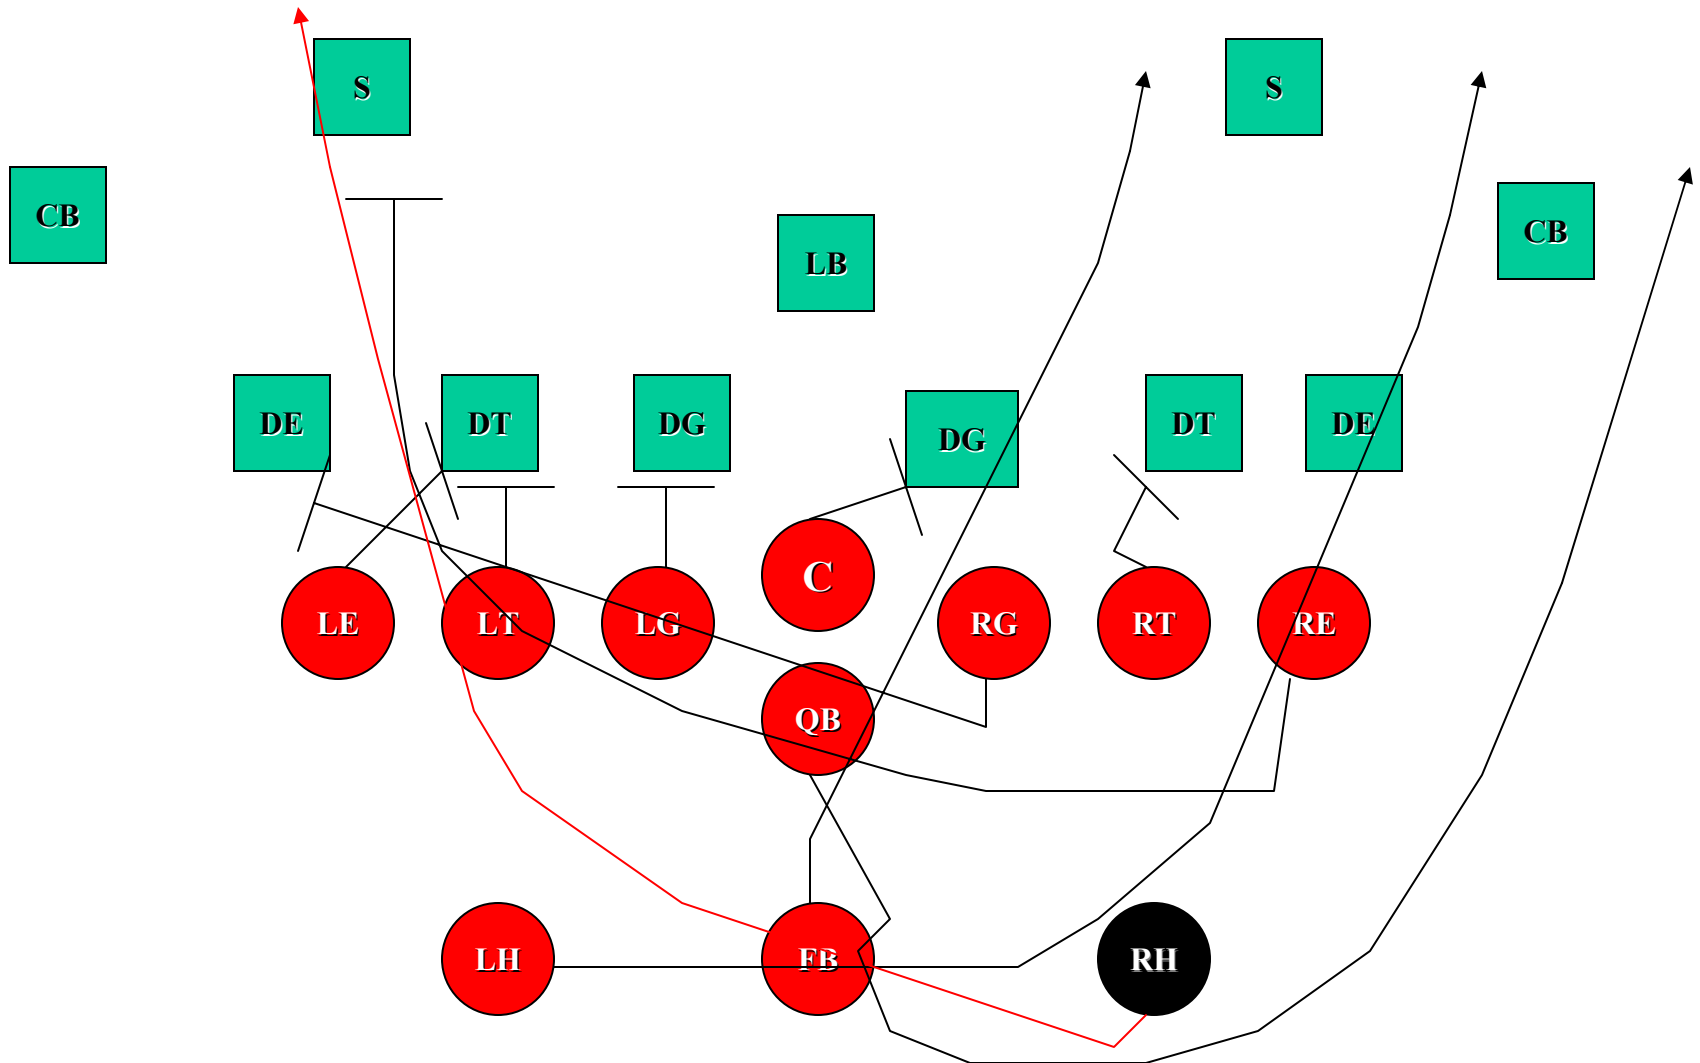 S
S
CB
CB
LB
DE
DT
DG
DG
DT
DE
C
LE
LT
LG
RG
RT
RE
QB
LH
FB
RH